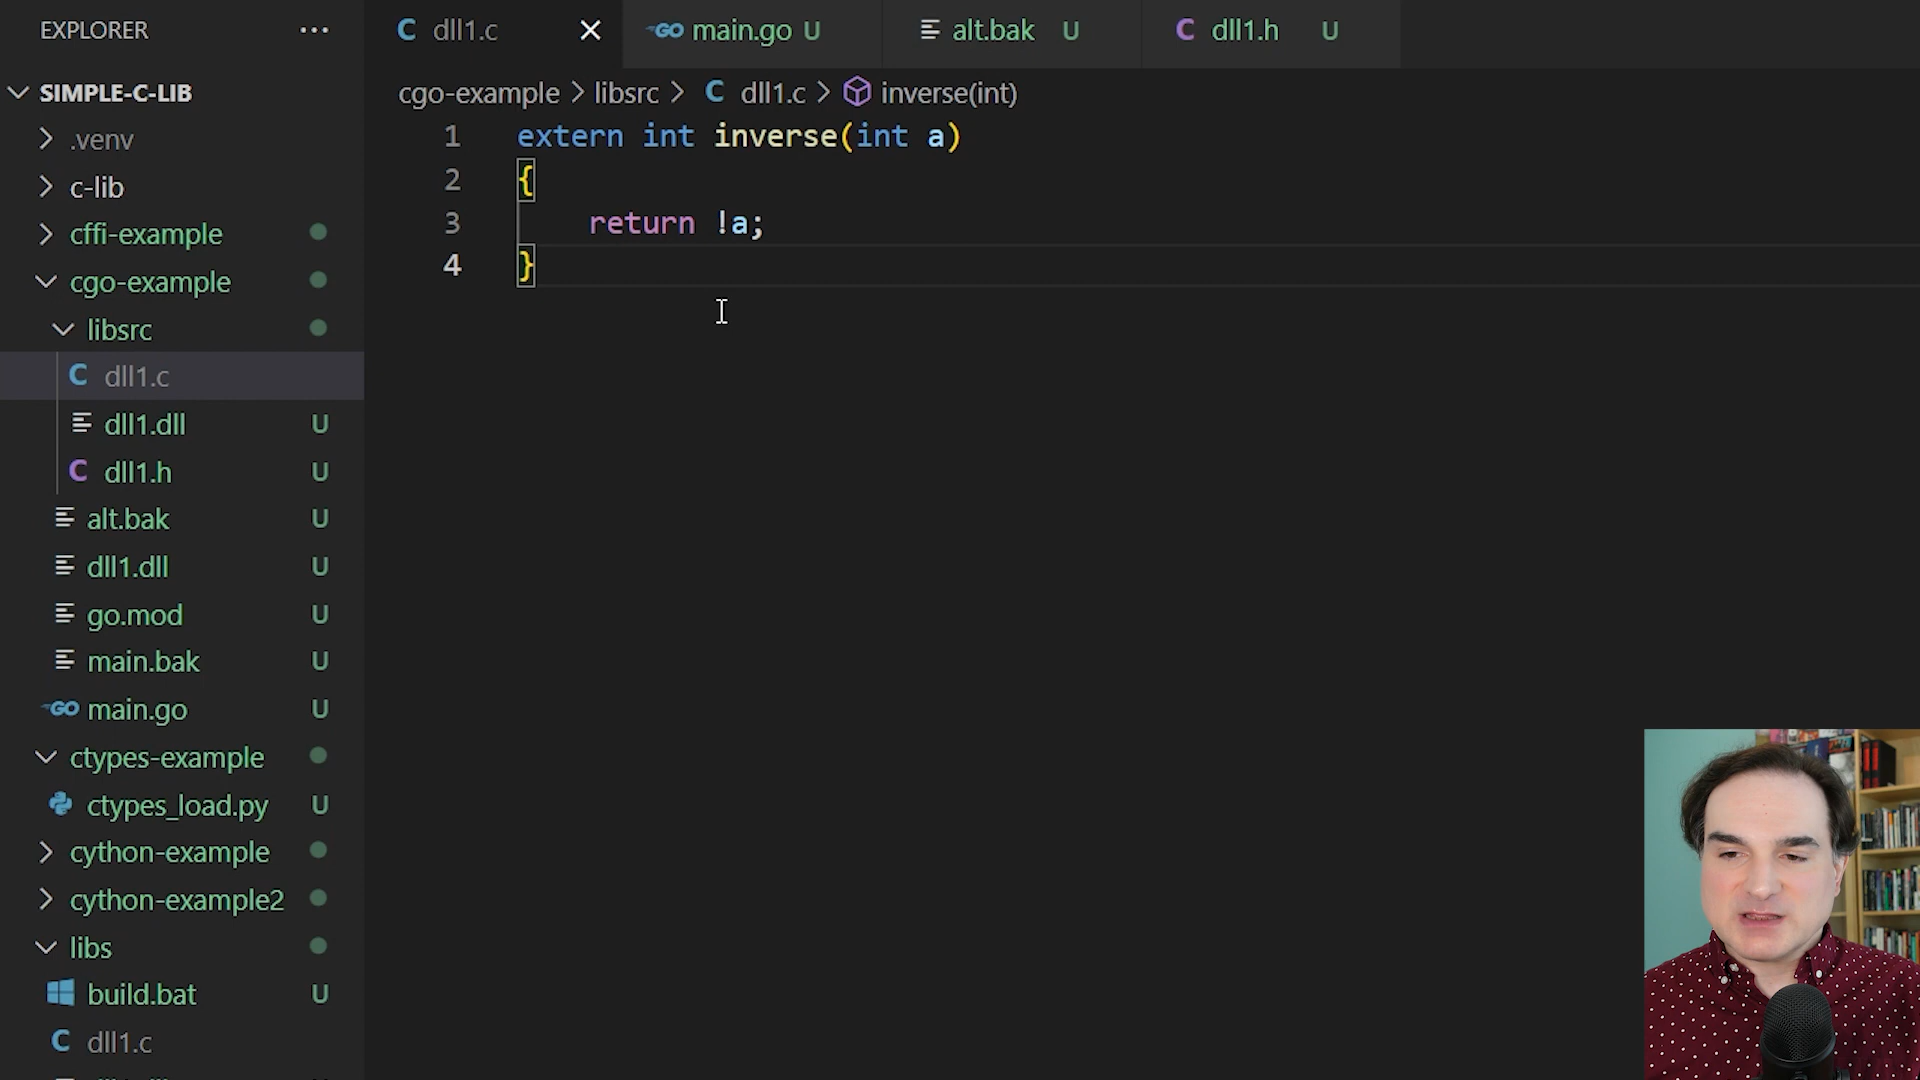 EXPLORER ...
SIMPLE-C-LIB
.venv
c-lib
cffi-example
cgo-example
libsrc
C dll1.c
dll1.dll U
C dll1.h U
alt.bak U
dll1.dll U
go.mod U
main.bak U
GO main.go U
ctypes-example
ctypes_load.py U
cython-example
cython-example2
libs
build.bat U
C dll1.c
C dll1.c
GO main.go U
alt.bak U
C dll1.h U
cgo-example > libsrc > C dll1.c > inverse(int)
1 extern int inverse(int a)
2 {
3 return !a;
4 }